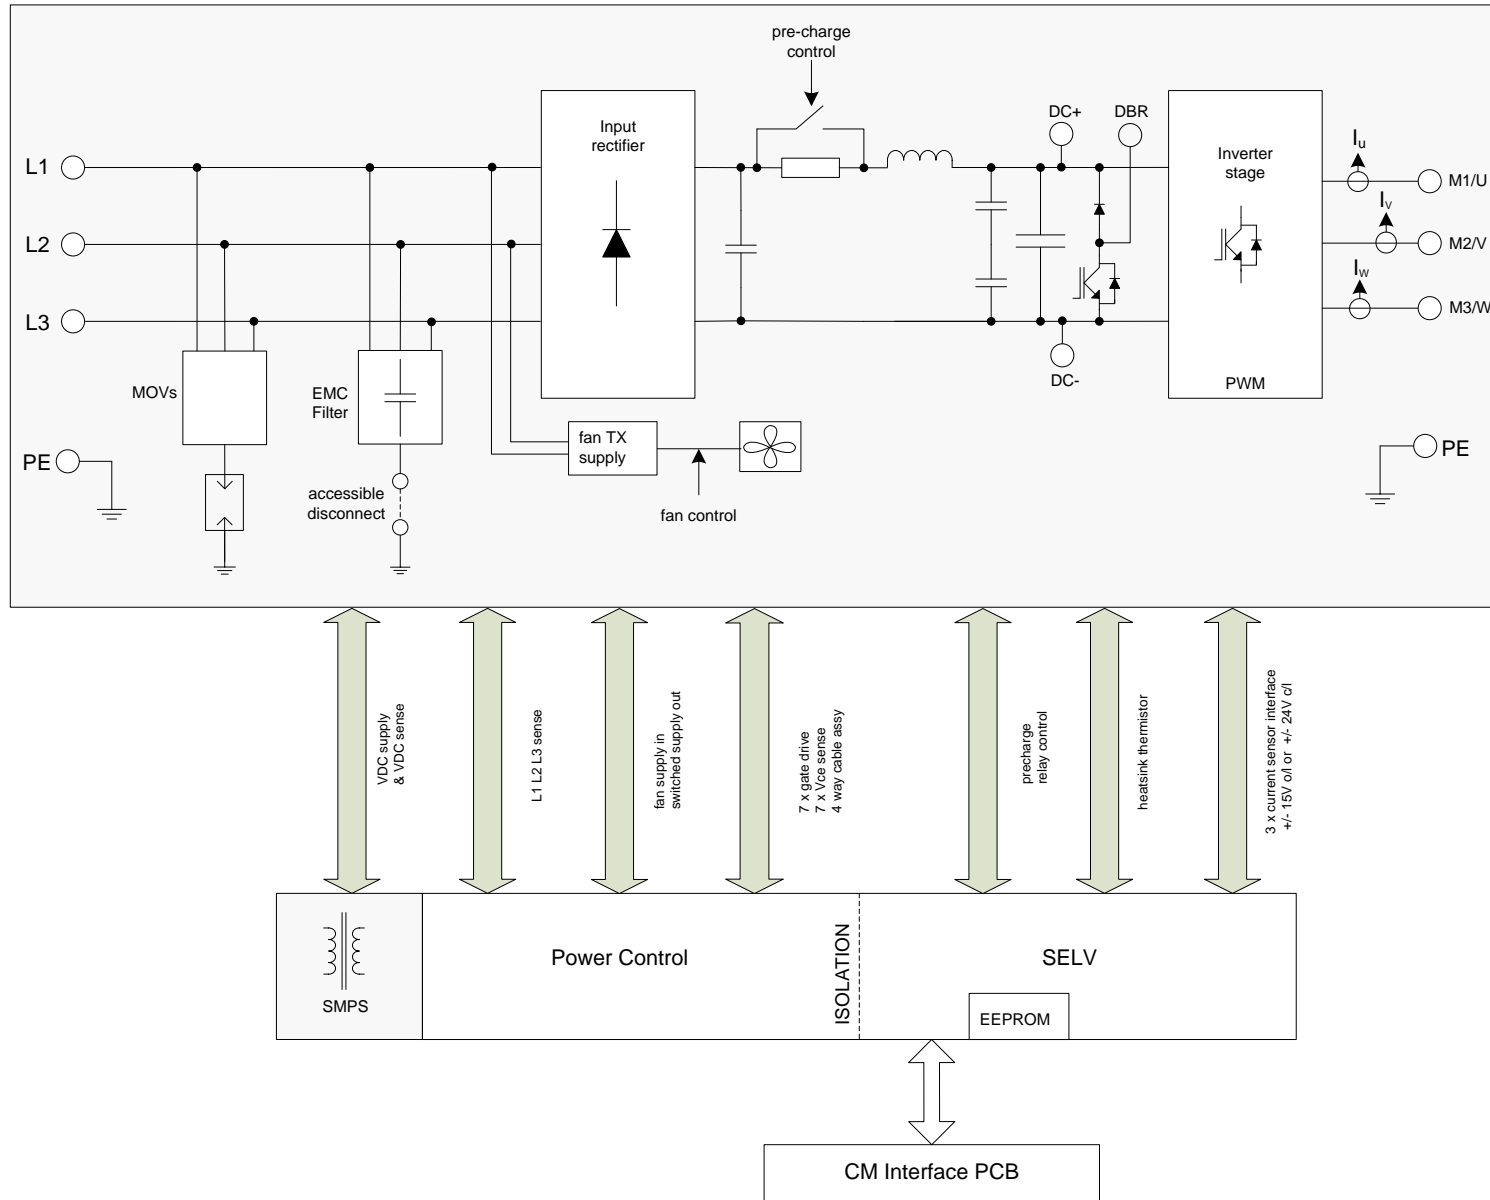 pre-charge
control
DC+
DBR
Input
rectifier
Inverter
stage
Iu
L1
M1/U
IV
L2
M2/V
IW
L3
M3/W
DC-
PWM
MOVs
EMC
Filter
fan TX
supply
PE
PE
accessible
disconnect
fan control
VDC supply
& VDC sense
L1 L2 L3 sense
fan supply in
switched supply out
7 x gate drive
7 x Vce sense
4 way cable assy
precharge
relay control
heatsink thermistor
3 x current sensor interface
+/- 15V o/l or +/- 24V c/l
SMPS
Power Control
ISOLATION
SELV
EEPROM
CM Interface PCB